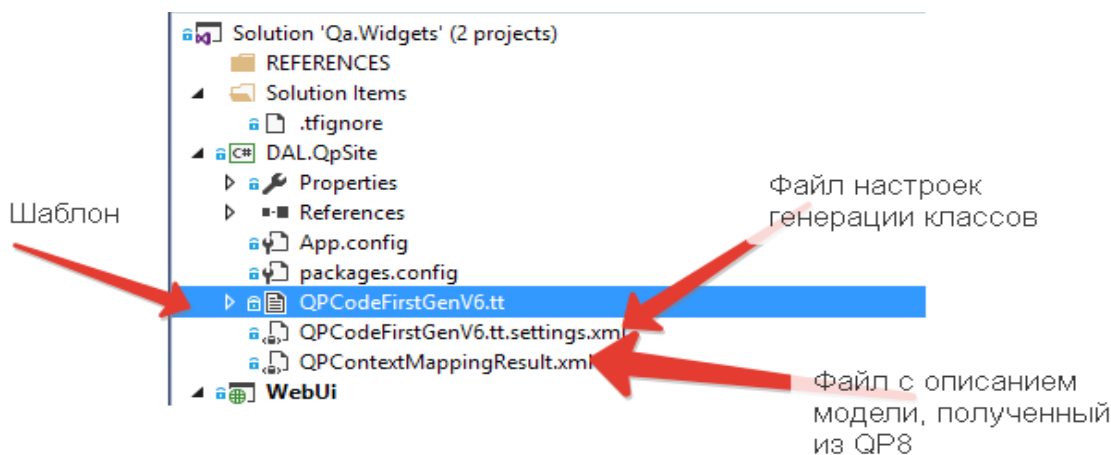 Solution 'Qa.Widgets' (2 projects)
REFERENCES
Solution Items
.tfignore
C# DAL.QpSite
Properties
References
App.config
packages.config
QPCodeFirstGenV6.tt
QPCodeFirstGenV6.tt.settings.xml
QPContextMappingResult.xml
WebUi
Шаблон
Файл настроек
генерации классов
Файл с описанием
модели, полученный
из QP8